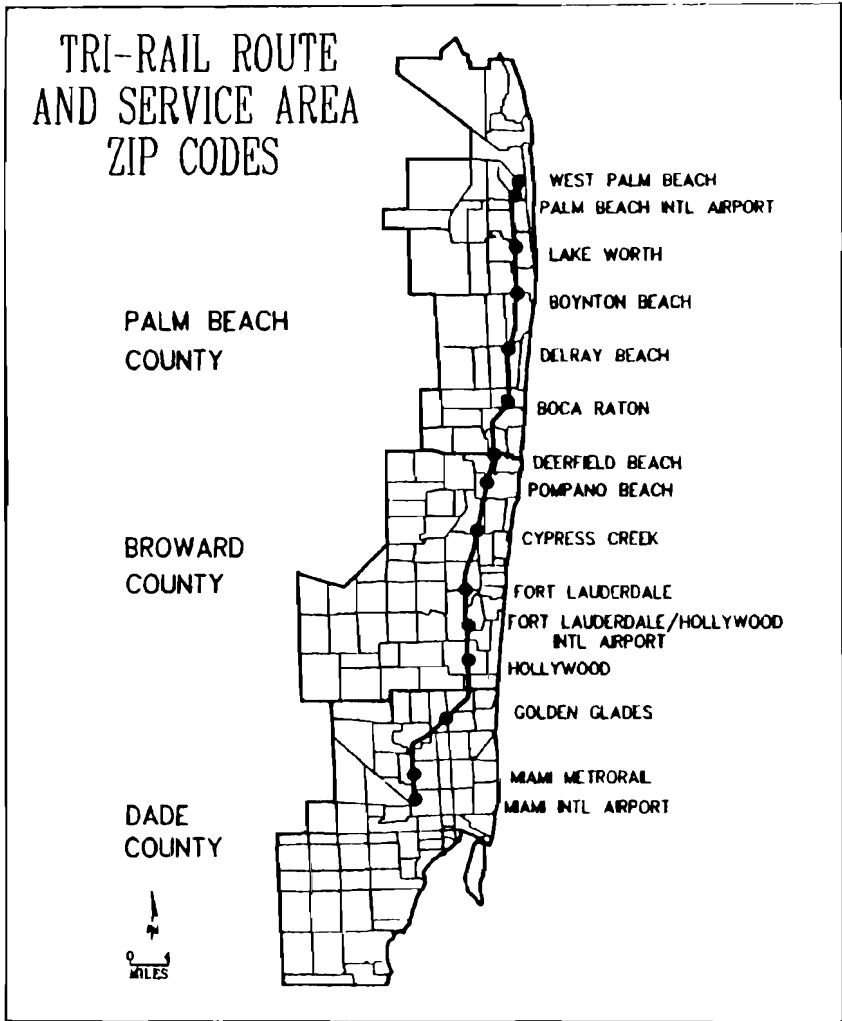 TRI-RAIL ROUTE
AND SERVICE AREA
ZIP CODES
WEST PALM BEACH
PALM BEACH INTL AIRPORT
LAKE WORTH
BOYNTON BEACH
PALM BEACH
COUNTY
DELRAY BEACH
BOCA RATON
DEERFIELD BEACH
POMPANO BEACH
CYPRESS CREEK
BROWARD
COUNTY
FORT LAUDERDALE
FORT LAUDERDALE/HOLLYWOOD
INTL AIRPORT
HOLLYWOOD
GOLDEN GLADES
MIAMI METRORAIL
MIAMI INTL AIRPORT
DADE
COUNTY
N
0 4
MILES